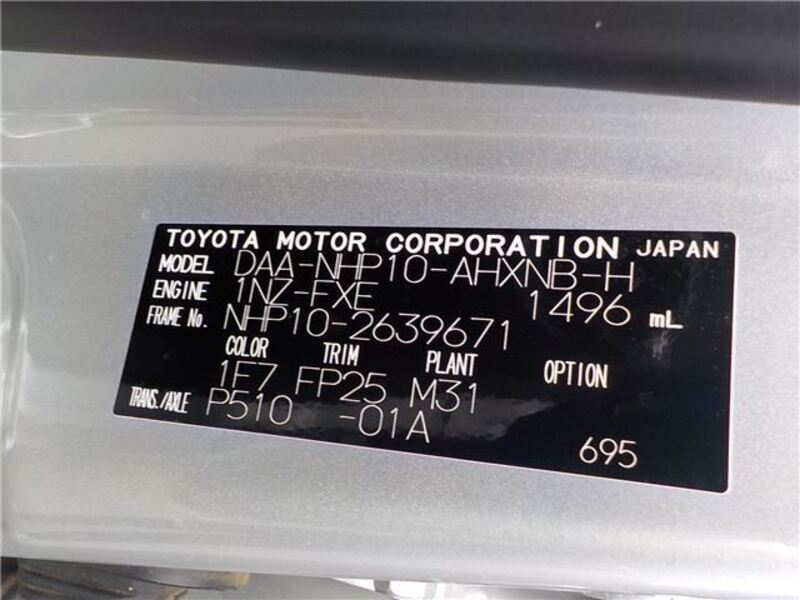 TOYOTA MOTOR CORPORATION JAPAN
MODEL DAA-NHP10-AHXNB-H
ENGINE 1NZ-FXE 1496 mL
FRAME No. NHP10-2639671
COLOR TRIM PLANT OPTION
1F7 FP25 M31
TRANS./AXLE P510 -01A
695